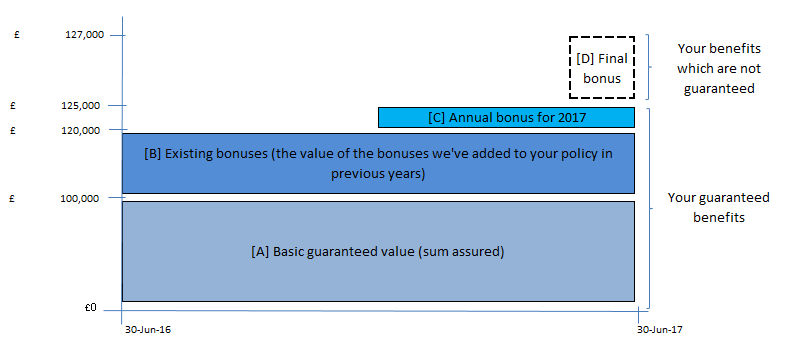 £ 127,000
[D] Final
bonus
Your benefits
which are not
guaranteed
£ 125,000
[C] Annual bonus for 2017
£ 120,000
[B] Existing bonuses (the value of the bonuses we've added to your policy in
previous years)
£ 100,000
Your guaranteed
benefits
[A] Basic guaranteed value (sum assured)
£0
30-Jun-16
30-Jun-17